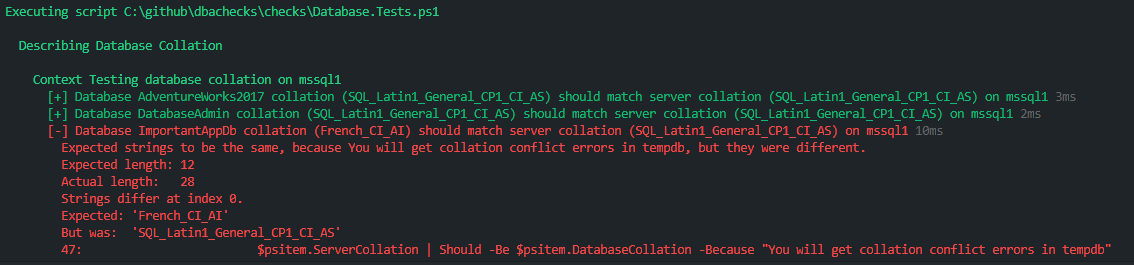 Executing script C:\github\dbachecks\checks\Database.Tests.ps1
Describing Database Collation
Context Testing database collation on mssql1
[+] Database AdventureWorks2017 collation (SQL_Latin1_General_CP1_CI_AS) should match server collation (SQL_Latin1_General_CP1_CI_AS) on mssql1 3ms
[+] Database DatabaseAdmin collation (SQL_Latin1_General_CP1_CI_AS) should match server collation (SQL_Latin1_General_CP1_CI_AS) on mssql1 2ms
[-] Database ImportantAppDb collation (French_CI_AI) should match server collation (SQL_Latin1_General_CP1_CI_AS) on mssql1 10ms
Expected strings to be the same, because You will get collation conflict errors in tempdb, but they were different.
Expected length: 12
Actual length:   28
Strings differ at index 0.
Expected: 'French_CI_AI'
But was:  'SQL_Latin1_General_CP1_CI_AS'
47:                         $psitem.ServerCollation | Should -Be $psitem.DatabaseCollation -Because "You will get collation conflict errors in tempdb"